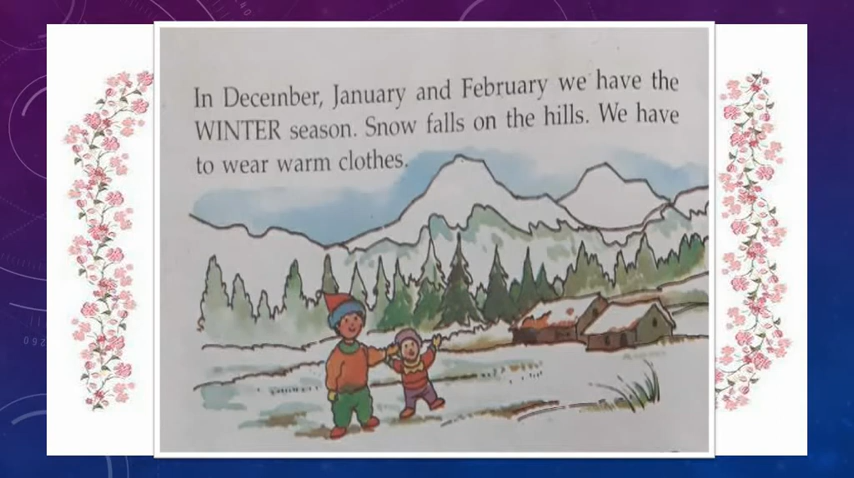 In December, January and February we have the
WINTER season. Snow falls on the hills. We have
to wear warm clothes.
092